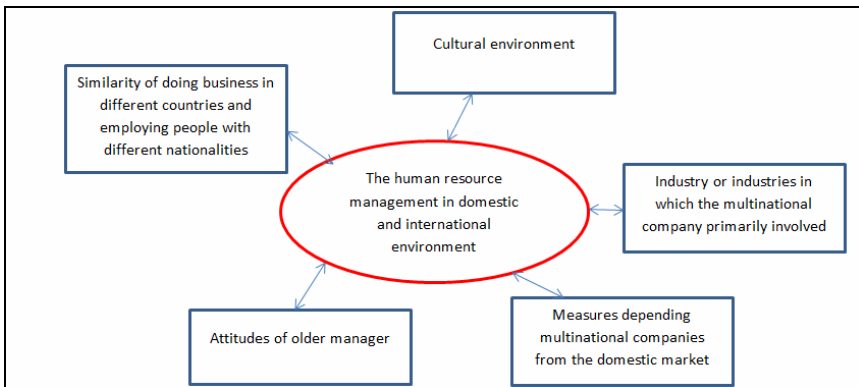 Cultural environment
Similarity of doing business in
different countries and
employing people with
different nationalities
The human resource
management in domestic
and international
environment
Industry or industries in
which the multinational
company primarily involved
Attitudes of older manager
Measures depending
multinational companies
from the domestic market